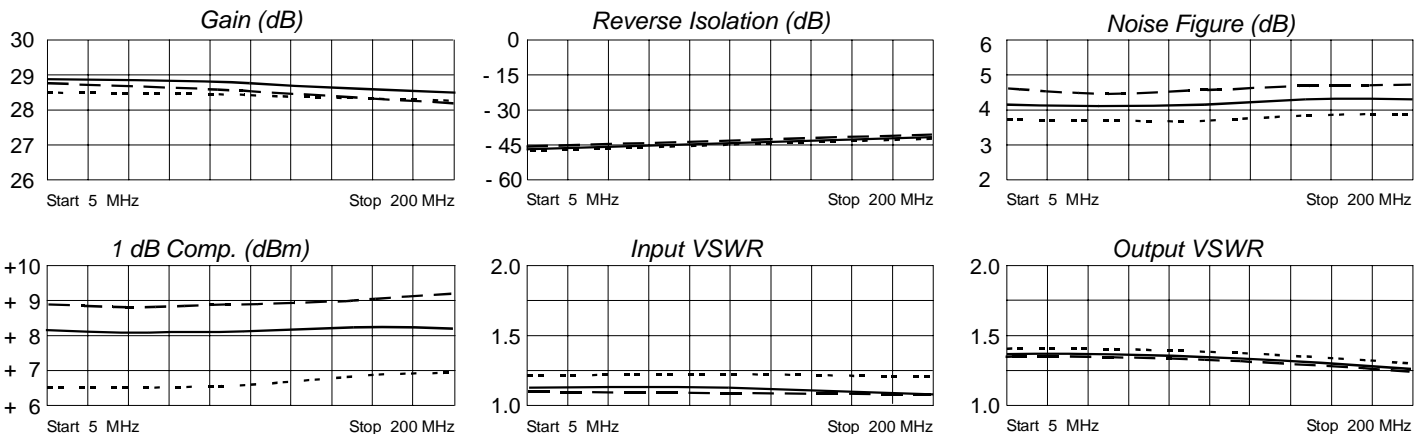 Gain (dB)
30
29
28
27
26
Start 5 MHz Stop 200 MHz
Reverse Isolation (dB)
0
- 15
- 30
- 45
- 60
Start 5 MHz Stop 200 MHz
Noise Figure (dB)
6
5
4
3
2
Start 5 MHz Stop 200 MHz
1 dB Comp. (dBm)
+10
+ 9
+ 8
+ 7
+ 6
Start 5 MHz Stop 200 MHz
Input VSWR
2.0
1.5
1.0
Start 5 MHz Stop 200 MHz
Output VSWR
2.0
1.5
1.0
Start 5 MHz Stop 200 MHz